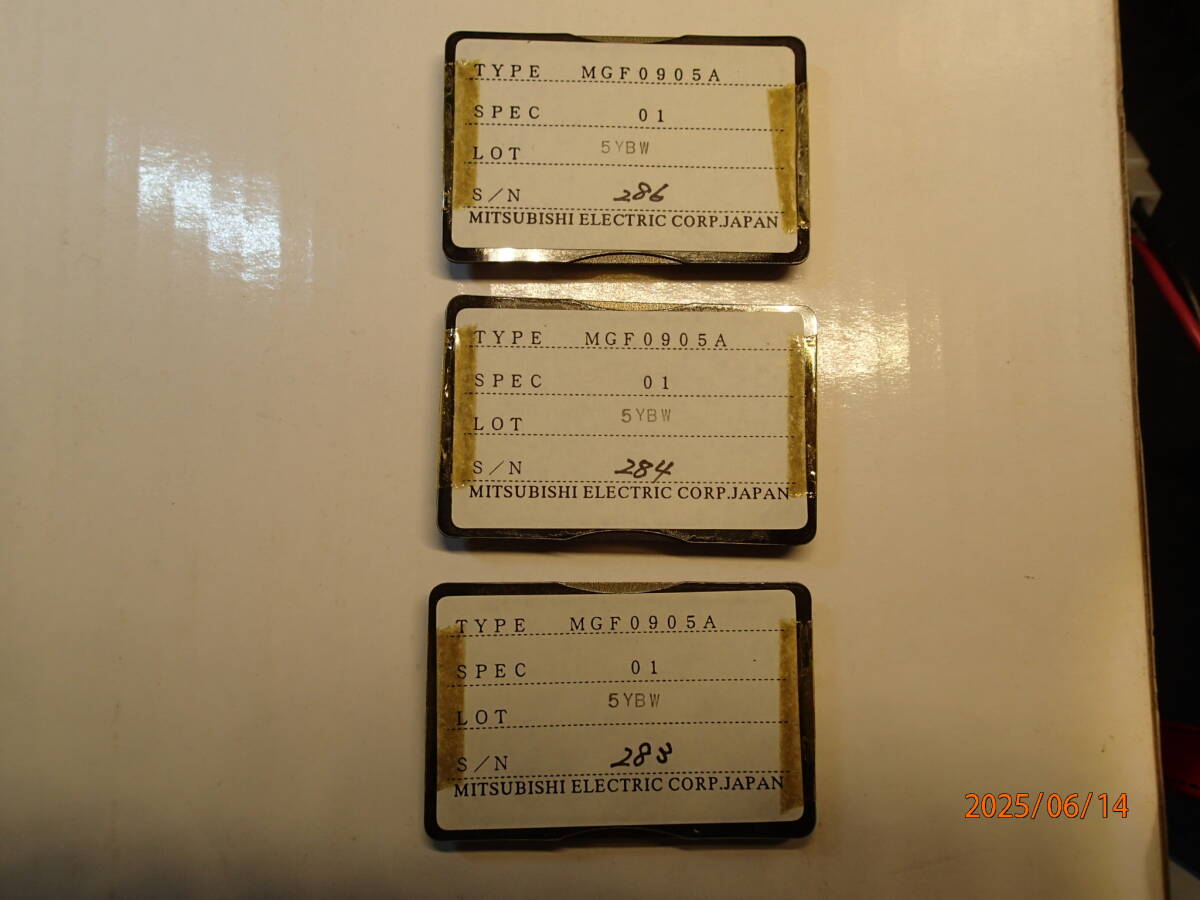 TYPE MGF0905A
SPEC 01
LOT 5YBW
S/N 286
MITSUBISHI ELECTRIC CORP.JAPAN
TYPE MGF0905A
SPEC 01
LOT 5YBW
S/N 284
MITSUBISHI ELECTRIC CORP.JAPAN
TYPE MGF0905A
SPEC 01
LOT 5YBW
S/N 283
MITSUBISHI ELECTRIC CORP.JAPAN
2025/06/14